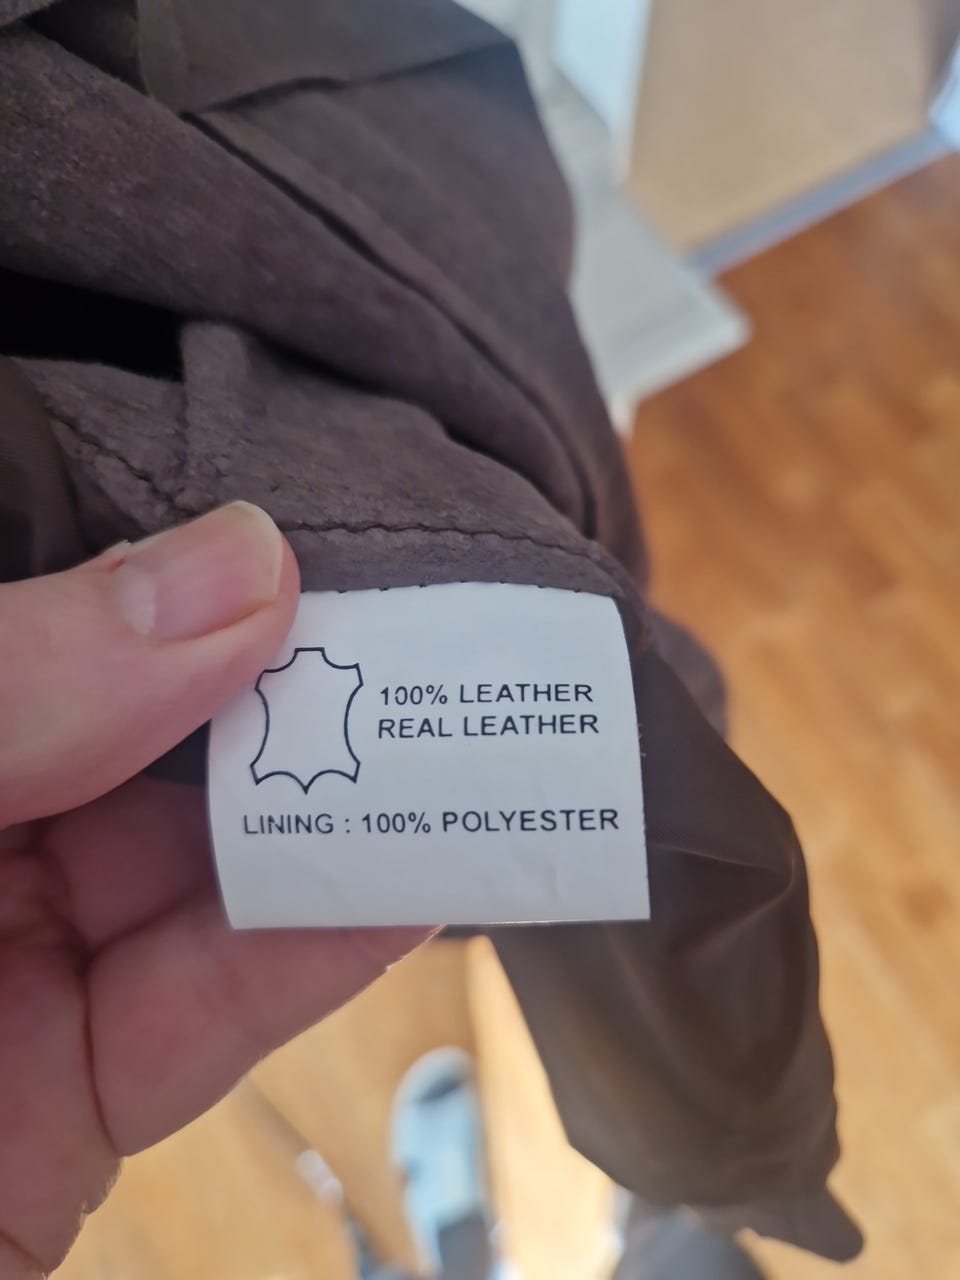 100% LEATHER
REAL LEATHER
LINING : 100% POLYESTER